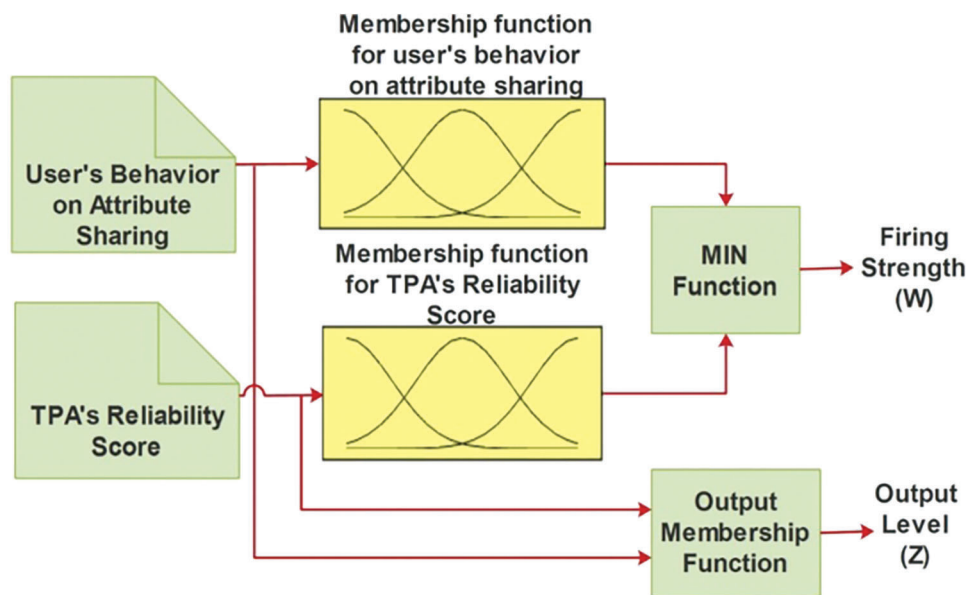 Membership function
for user's behavior
on attribute sharing
User's Behavior
on Attribute
Sharing
MIN
Function
Firing
Strength
(W)
Membership function
for TPA's Reliability
Score
TPA's Reliability
Score
Output
Membership
Function
Output
Level
(Z)